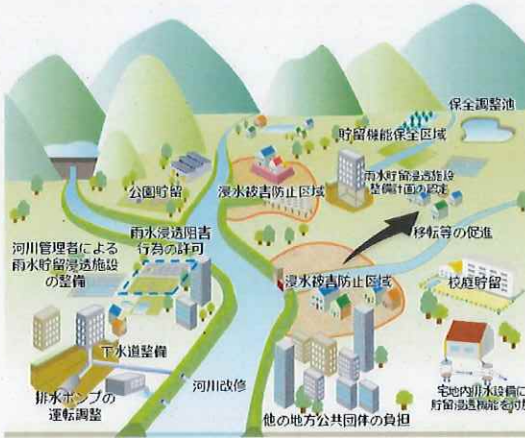 保全調整池
貯留機能保全区域
雨水貯留浸透施設
整備計画の認定
公園貯留
浸水被害防止区域
移転等の促進
雨水浸透阻害
行為の許可
河川管理者による
雨水貯留浸透施設
の整備
浸水被害防止区域
校庭貯留
下水道整備
河川改修
排水ポンプの
運転調整
他の地方公共団体の負担
宅地内排水設備に
貯留浸透機能を付